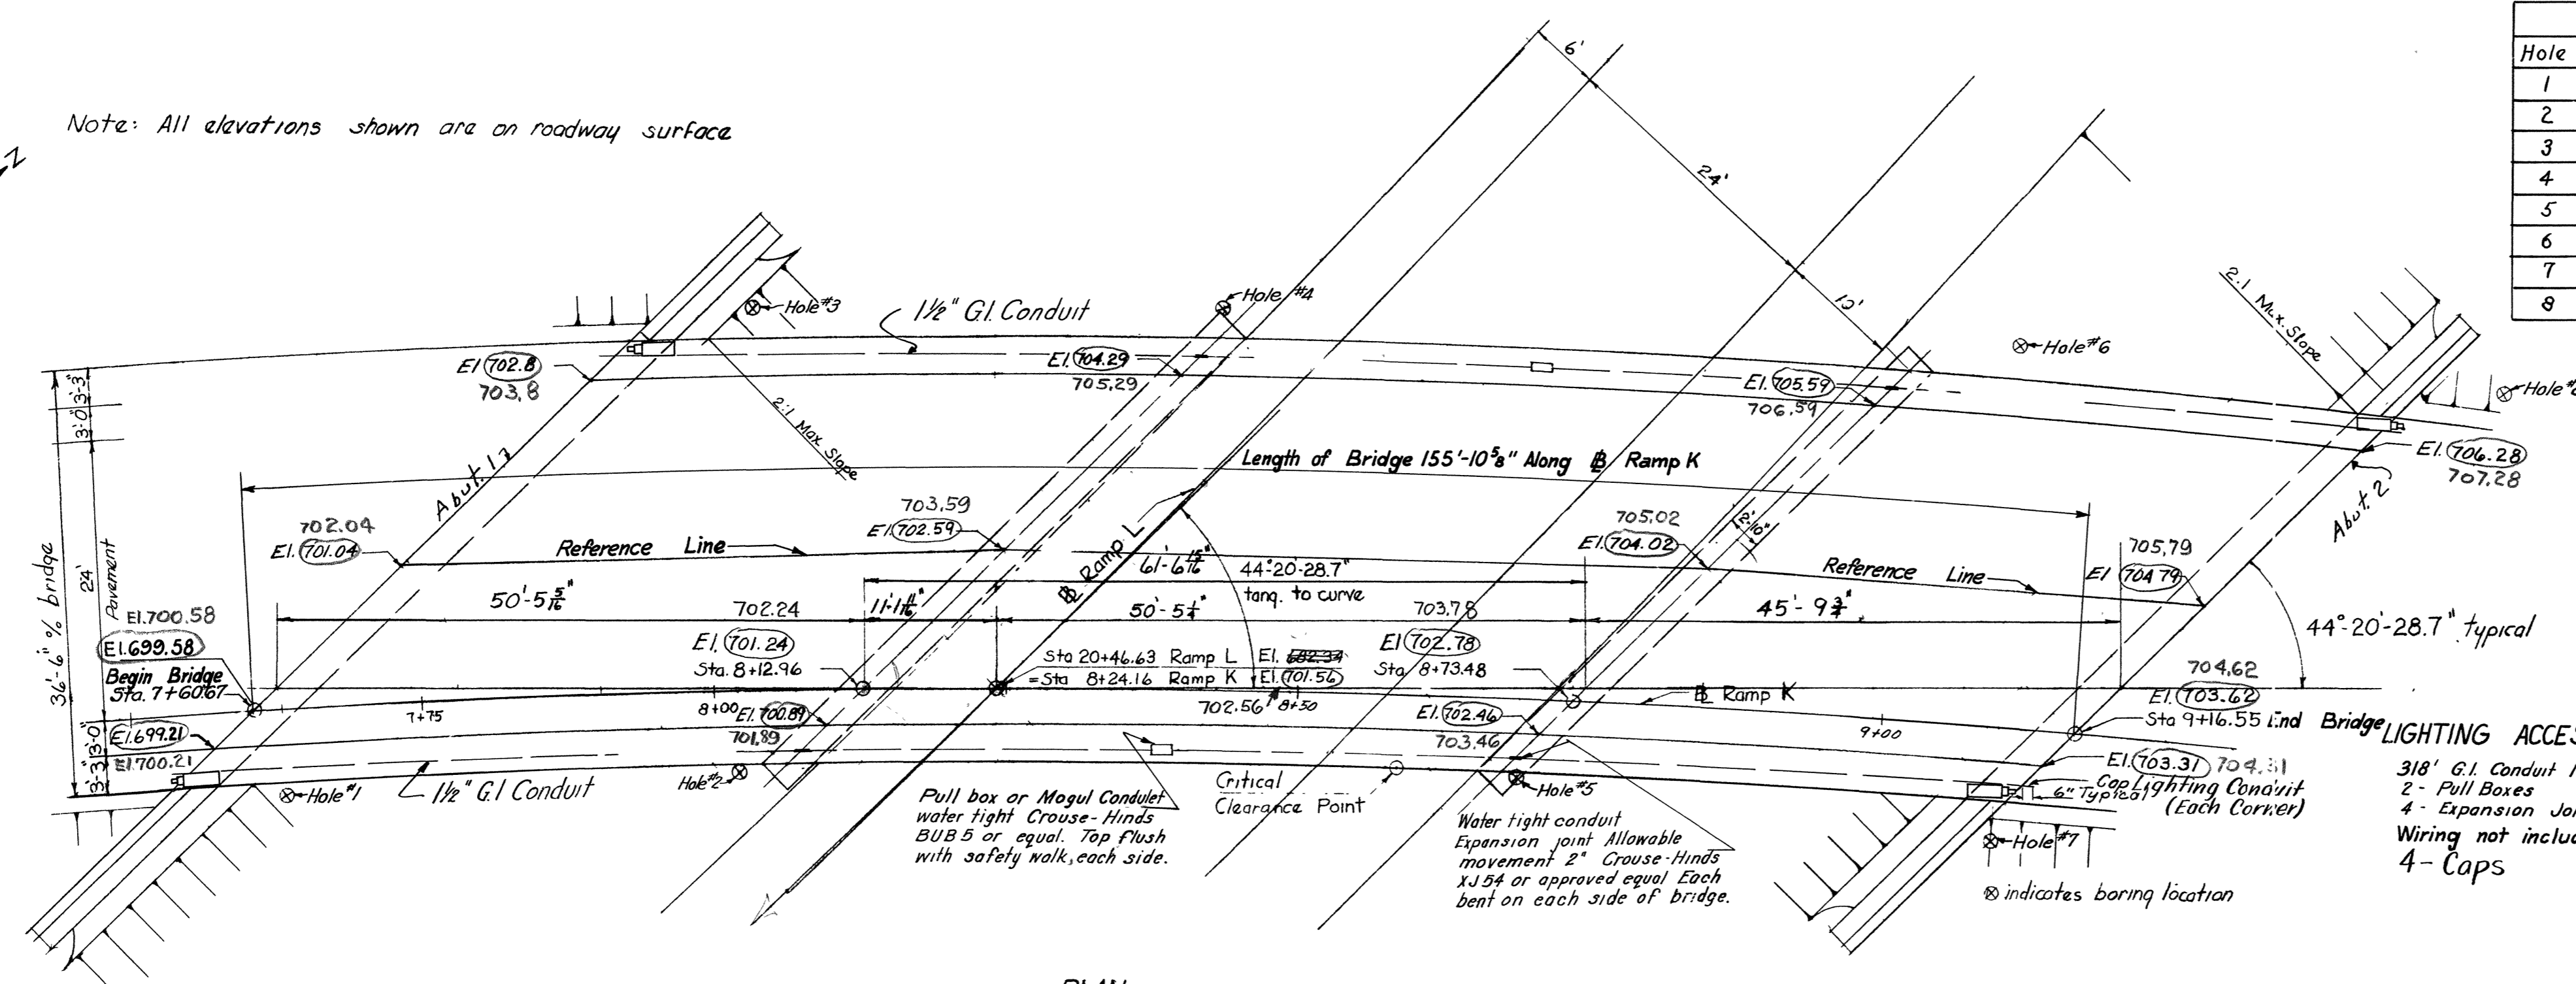 Note: All elevations shown are on roadway surface
Hole
1
2
3
4
5
6
7
8
6'
24'
2:1 Max. Slope
Hole #3
1½" G.I. Conduit
Hole #4
Hole #6
El 702.8
703.8
El. 704.29
705.29
El. 705.59
706.59
El. 706.28
707.28
3'-3"
3'-0"
24'
Pavement
36'-6" % bridge
Abut. 1
2:1 Max. Slope
Length of Bridge 155'-10⅝" Along ℄ Ramp K
Abut. 2
702.04
El. 701.04
Reference Line
703.59
El 702.59
℄ Ramp L
705.02
El. 704.02
2'-10"
Reference Line
705.79
El 704.79
61'-6 15/16"
44°-20'-28.7"
tang. to curve
50'-5 5/16"
11'-1 11/16"
50'-5¼"
45'-9¾"
44°-20'-28.7" typical
El. 700.58
El. 699.58
Begin Bridge
Sta. 7+60.67
702.24
El. 701.24
Sta. 8+12.96
Sta 20+46.63 Ramp L El. 682.34
=Sta 8+24.16 Ramp K El. 701.56
702.56
703.78
El 702.78
Sta 8+73.48
℄ Ramp K
704.62
El. 703.62
Sta 9+16.55 End Bridge
7+75
8+00
8+50
9+00
El. 699.21
El. 700.21
3'-0"
3'-3"
El. 700.89
701.89
El. 702.46
703.46
El. 703.31 704.31
Hole #1
1½" G.I Conduit
Hole #2
Pull box or Mogul Condulet
water tight Crouse-Hinds
BUB 5 or equal. Top flush
with safety walk, each side.
Critical
Clearance Point
Hole #5
Water tight conduit
Expansion joint Allowable
movement 2" Crouse-Hinds
XJ54 or approved equal Each
bent on each side of bridge.
Cap Lighting Conduit
6" Typical
(Each Corner)
Hole #7
⊗ indicates boring location
LIGHTING
318' G.I. Conduit
2 - Pull Boxes
4 - Expansion
Wiring not
4 - Caps